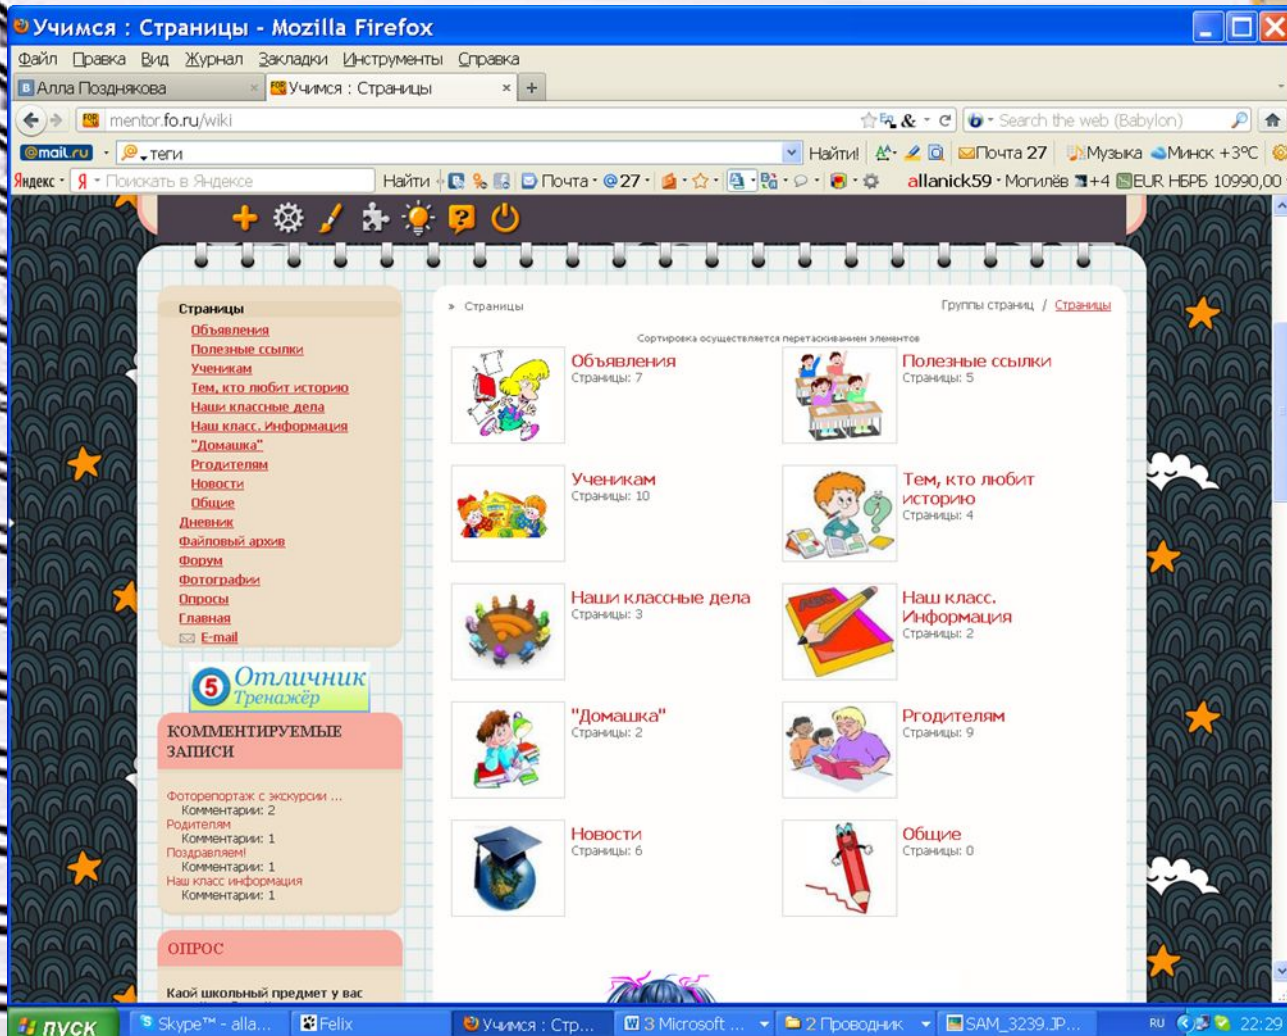 Учимся : Страницы - Mozilla Firefox
Файл Правка Вид Журнал Закладки Инструменты Справка
Алла Позднякова
Учимся : Страницы
mentor.fo.ru/wiki
Search the web (Babylon)
@mail.ru теги Найти! Почта 27 Музыка Минск +3°C
Яндекс Поискать в Яндексе Найти Почта 27 allanick59 Могилёв +4 EUR НБРБ 10990,00
Страницы
Объявления
Полезные ссылки
Ученикам
Тем, кто любит историю
Наши классные дела
Наш класс. Информация
"Домашка"
Ргодителям
Новости
Общие
Дневник
Файловый архив
Форум
Фотографии
Опросы
Главная
E-mail
5 Отличник
Тренажёр
КОММЕНТИРУЕМЫЕ
ЗАПИСИ
Фоторепортаж с экскурсии ...
Комментарии: 2
Родителям
Комментарии: 1
Поздравляем!
Комментарии: 1
Наш класс информация
Комментарии: 1
ОПРОС
Каой школьный предмет у вас
» Страницы
Группы страниц / Страницы
Сортировка осуществляется перетаскиванием элементов
Объявления
Страницы: 7
Полезные ссылки
Страницы: 5
Ученикам
Страницы: 10
Тем, кто любит
историю
Страницы: 4
Наши классные дела
Страницы: 3
Наш класс.
Информация
Страницы: 2
"Домашка"
Страницы: 2
Ргодителям
Страницы: 9
Новости
Страницы: 6
Общие
Страницы: 0
пуск
Skype™ - alla...
Felix
Учимся : Стр...
3 Microsoft ...
2 Проводник
SAM_3239.JP...
RU
22:29